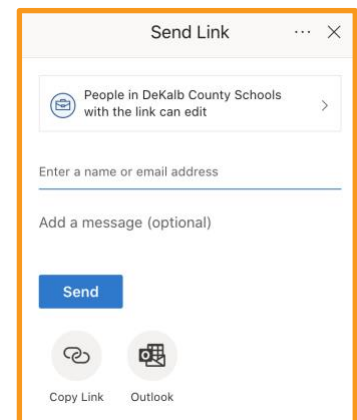 Send Link
People in DeKalb County Schools
with the link can edit
Enter a name or email address
Add a message (optional)
Send
Copy Link
Outlook